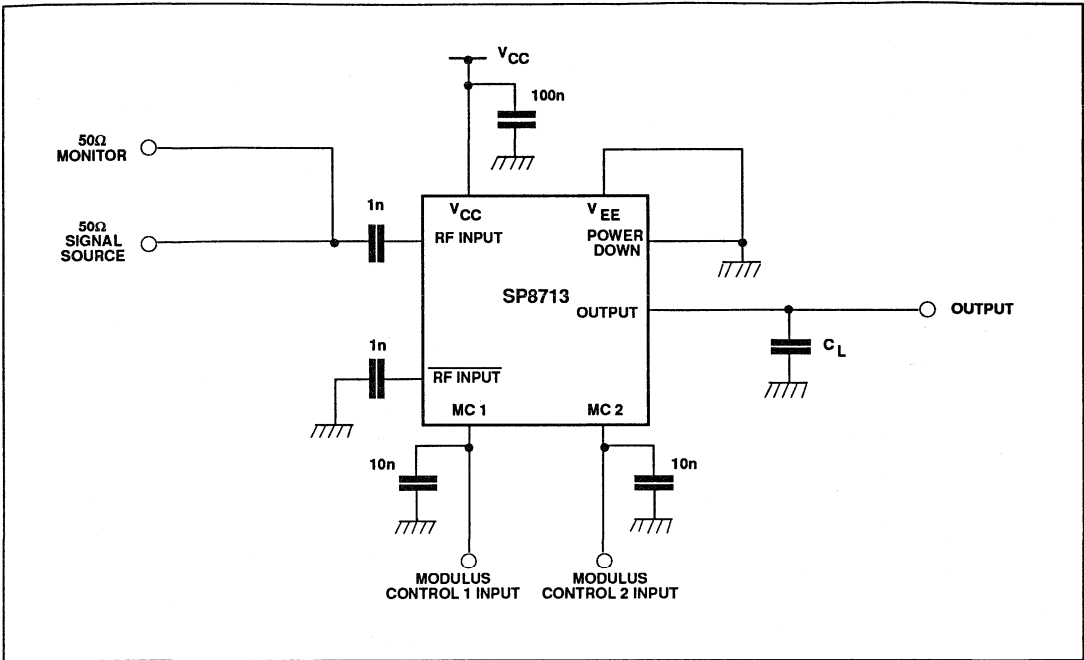 VCC
100n
50Ω
MONITOR
1n
50Ω
SIGNAL
SOURCE
VCC
VEE
RF INPUT
POWER
DOWN
SP8713
OUTPUT
OUTPUT
CL
1n
RF INPUT
MC 1
MC 2
10n
10n
MODULUS
CONTROL 1 INPUT
MODULUS
CONTROL 2 INPUT